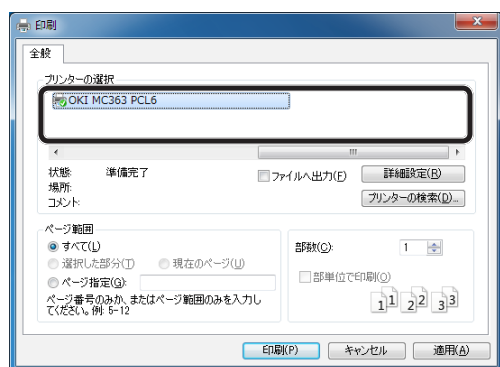 印刷
全般
プリンターの選択
OKI MC363 PCL6
状態: 準備完了
場所:
コメント:
ファイルへ出力(F)
詳細設定(R)
プリンターの検索(D)...
ページ範囲
すべて(L)
選択した部分(T) 現在のページ(U)
ページ指定(G):
ページ番号のみか、またはページ範囲のみを入力し
てください。例: 5-12
部数(C): 1
部単位で印刷(O)
11 22 33
印刷(P) キャンセル 適用(A)